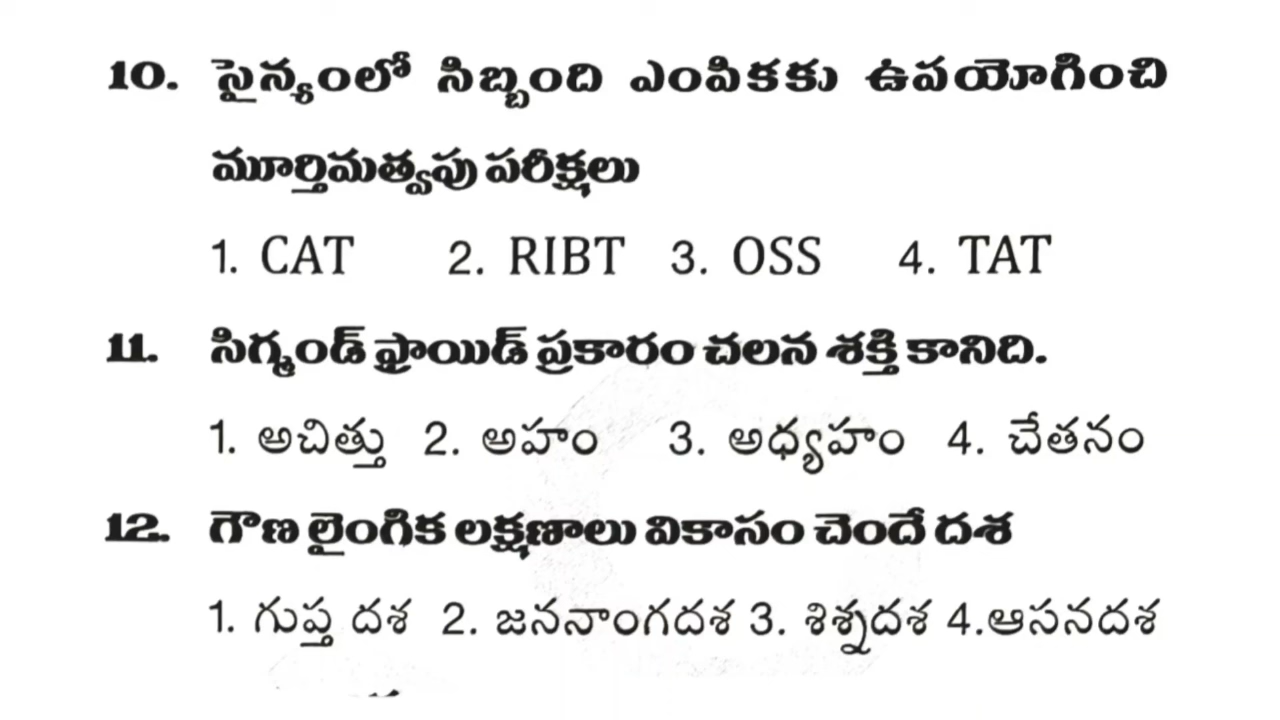 10. సైన్యంలో సిబ్బంది ఎంపికకు ఉపయోగించి
మూర్తిమత్వపు పరీక్షలు
1. CAT 2. RIBT 3. OSS 4. TAT
11. సిగ్మండ్ ఫ్రాయిడ్ ప్రకారం చలన శక్తి కానిది.
1. అచిత్తు 2. అహం 3. అధ్యహం 4. చేతనం
12. గౌణ లైంగిక లక్షణాలు వికాసం చెందే దశ
1. గుప్త దశ 2. జననాంగదశ 3. శిశ్నదశ 4.ఆసనదశ